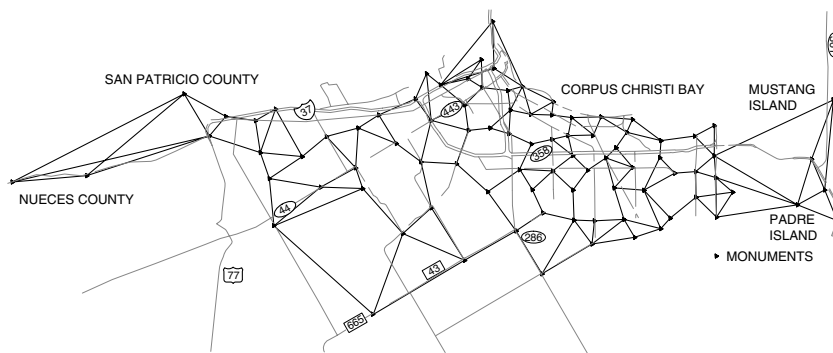 SAN PATRICIO COUNTY
37
443
CORPUS CHRISTI BAY
MUSTANG
ISLAND
358
NUECES COUNTY
44
286
PADRE
ISLAND
MONUMENTS
77
43
665